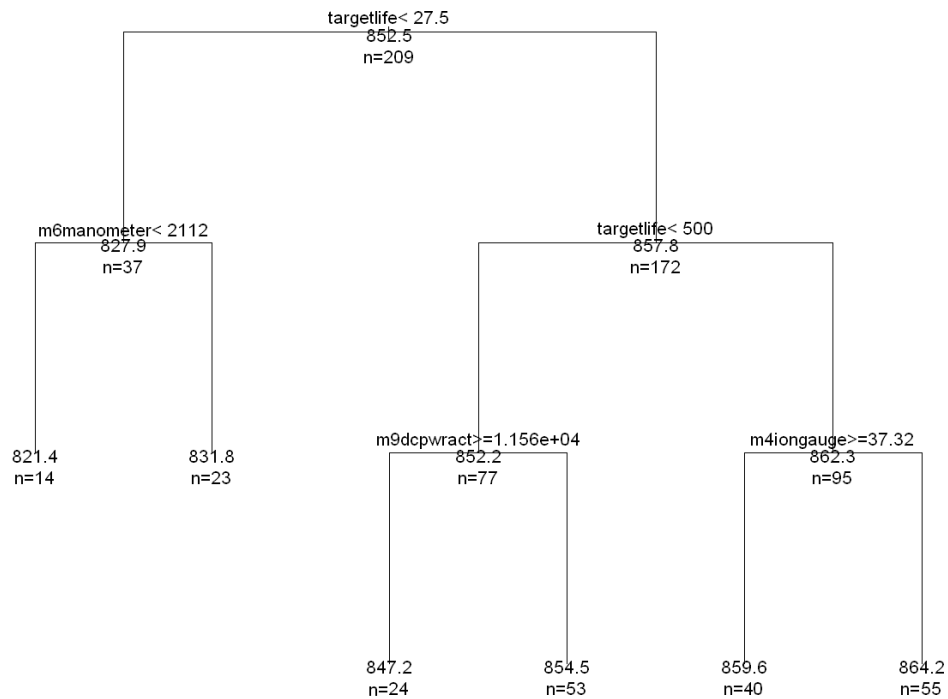 targetlife< 27.5
852.5
n=209
m6manometer< 2112
827.9
n=37
targetlife< 500
857.8
n=172
821.4
n=14
831.8
n=23
m9dcpwract>=1.156e+04
852.2
n=77
m4iongauge>=37.32
862.3
n=95
847.2
n=24
854.5
n=53
859.6
n=40
864.2
n=55